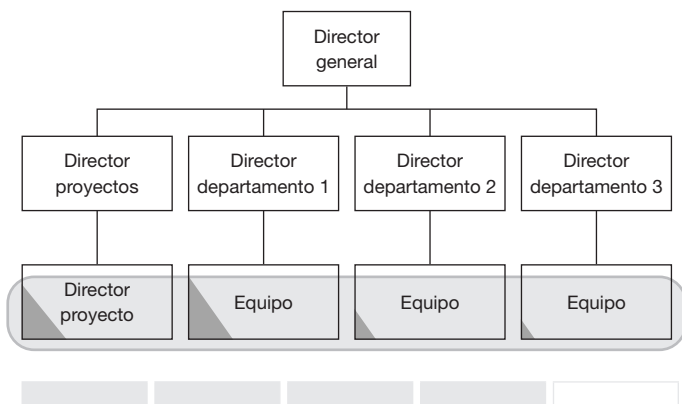 Director
general
Director
proyectos
Director
departamento 1
Director
departamento 2
Director
departamento 3
Director
proyecto
Equipo
Equipo
Equipo